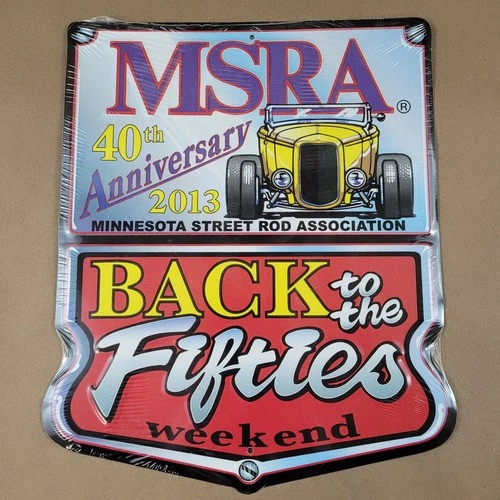 MSRA®
40th
Anniversary
2013
MINNESOTA STREET ROD ASSOCIATION
BACK to the
Fifties
weekend